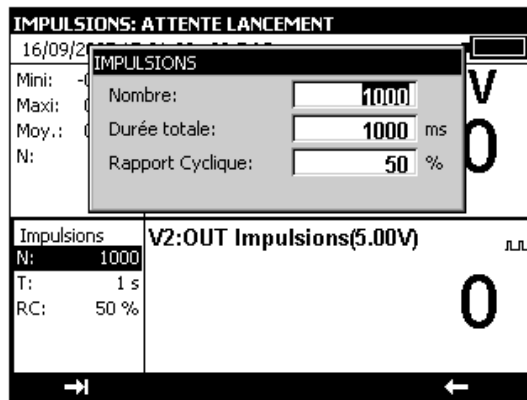 IMPULSIONS: ATTENTE LANCEMENT
16/09/2
IMPULSIONS
Nombre: 1000
Durée totale: 1000 ms
Rapport Cyclique: 50 %
Mini: -0
Maxi:
Moy.:
N:
V
0
Impulsions
N: 1000
T: 1 s
RC: 50 %
V2:OUT Impulsions(5.00V)
0